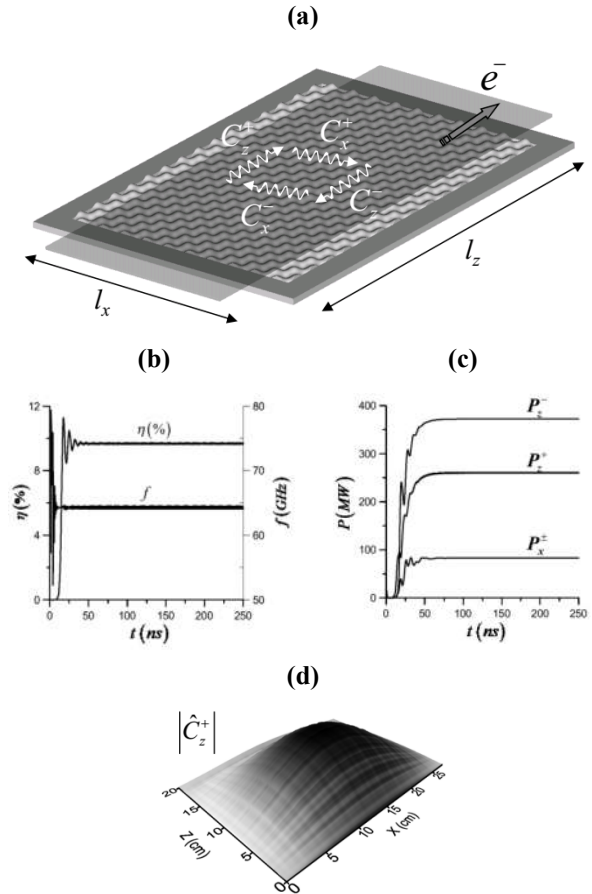 (a)
e⁻
C_z^+
C_x^+
C_x^-
C_z^-
l_x
l_z
(b)
(c)
12
8
4
0
η(%)
η(%)
f
80
75
70
65
60
55
50
f(GHz)
0 50 100 150 200 250
t(ns)
400
300
200
100
0
P(MW)
P_z^-
P_z^+
P_x^±
0 50 100 150 200 250
t(ns)
(d)
|Ĉ_z^+|
20
15
10
5
0
Z(cm)
0
5
10
15
20
25
X(cm)